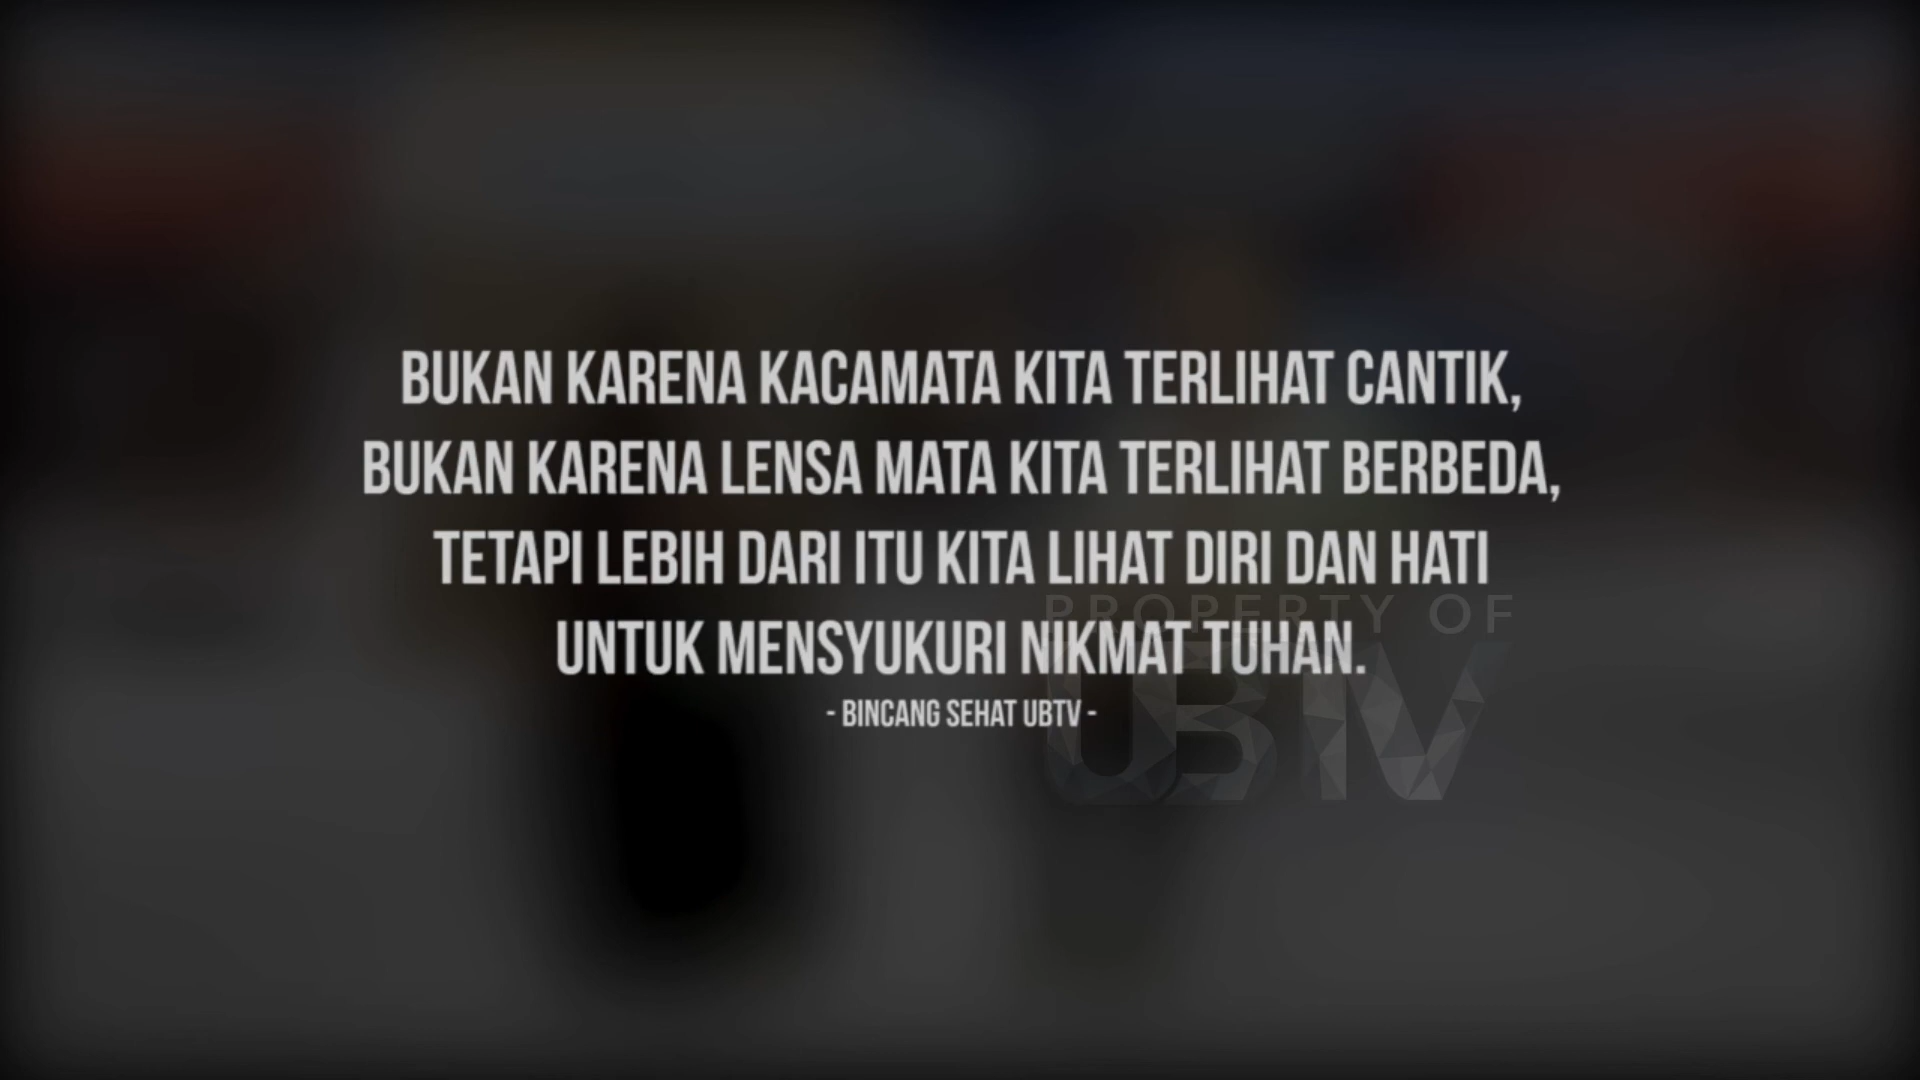 BUKAN KARENA KACAMATA KITA TERLIHAT CANTIK,
BUKAN KARENA LENSA MATA KITA TERLIHAT BERBEDA,
TETAPI LEBIH DARI ITU KITA LIHAT DIRI DAN HATI
UNTUK MENSYUKURI NIKMAT TUHAN.
- BINCANG SEHAT UBTV -
PROPERTY OF
UBTV